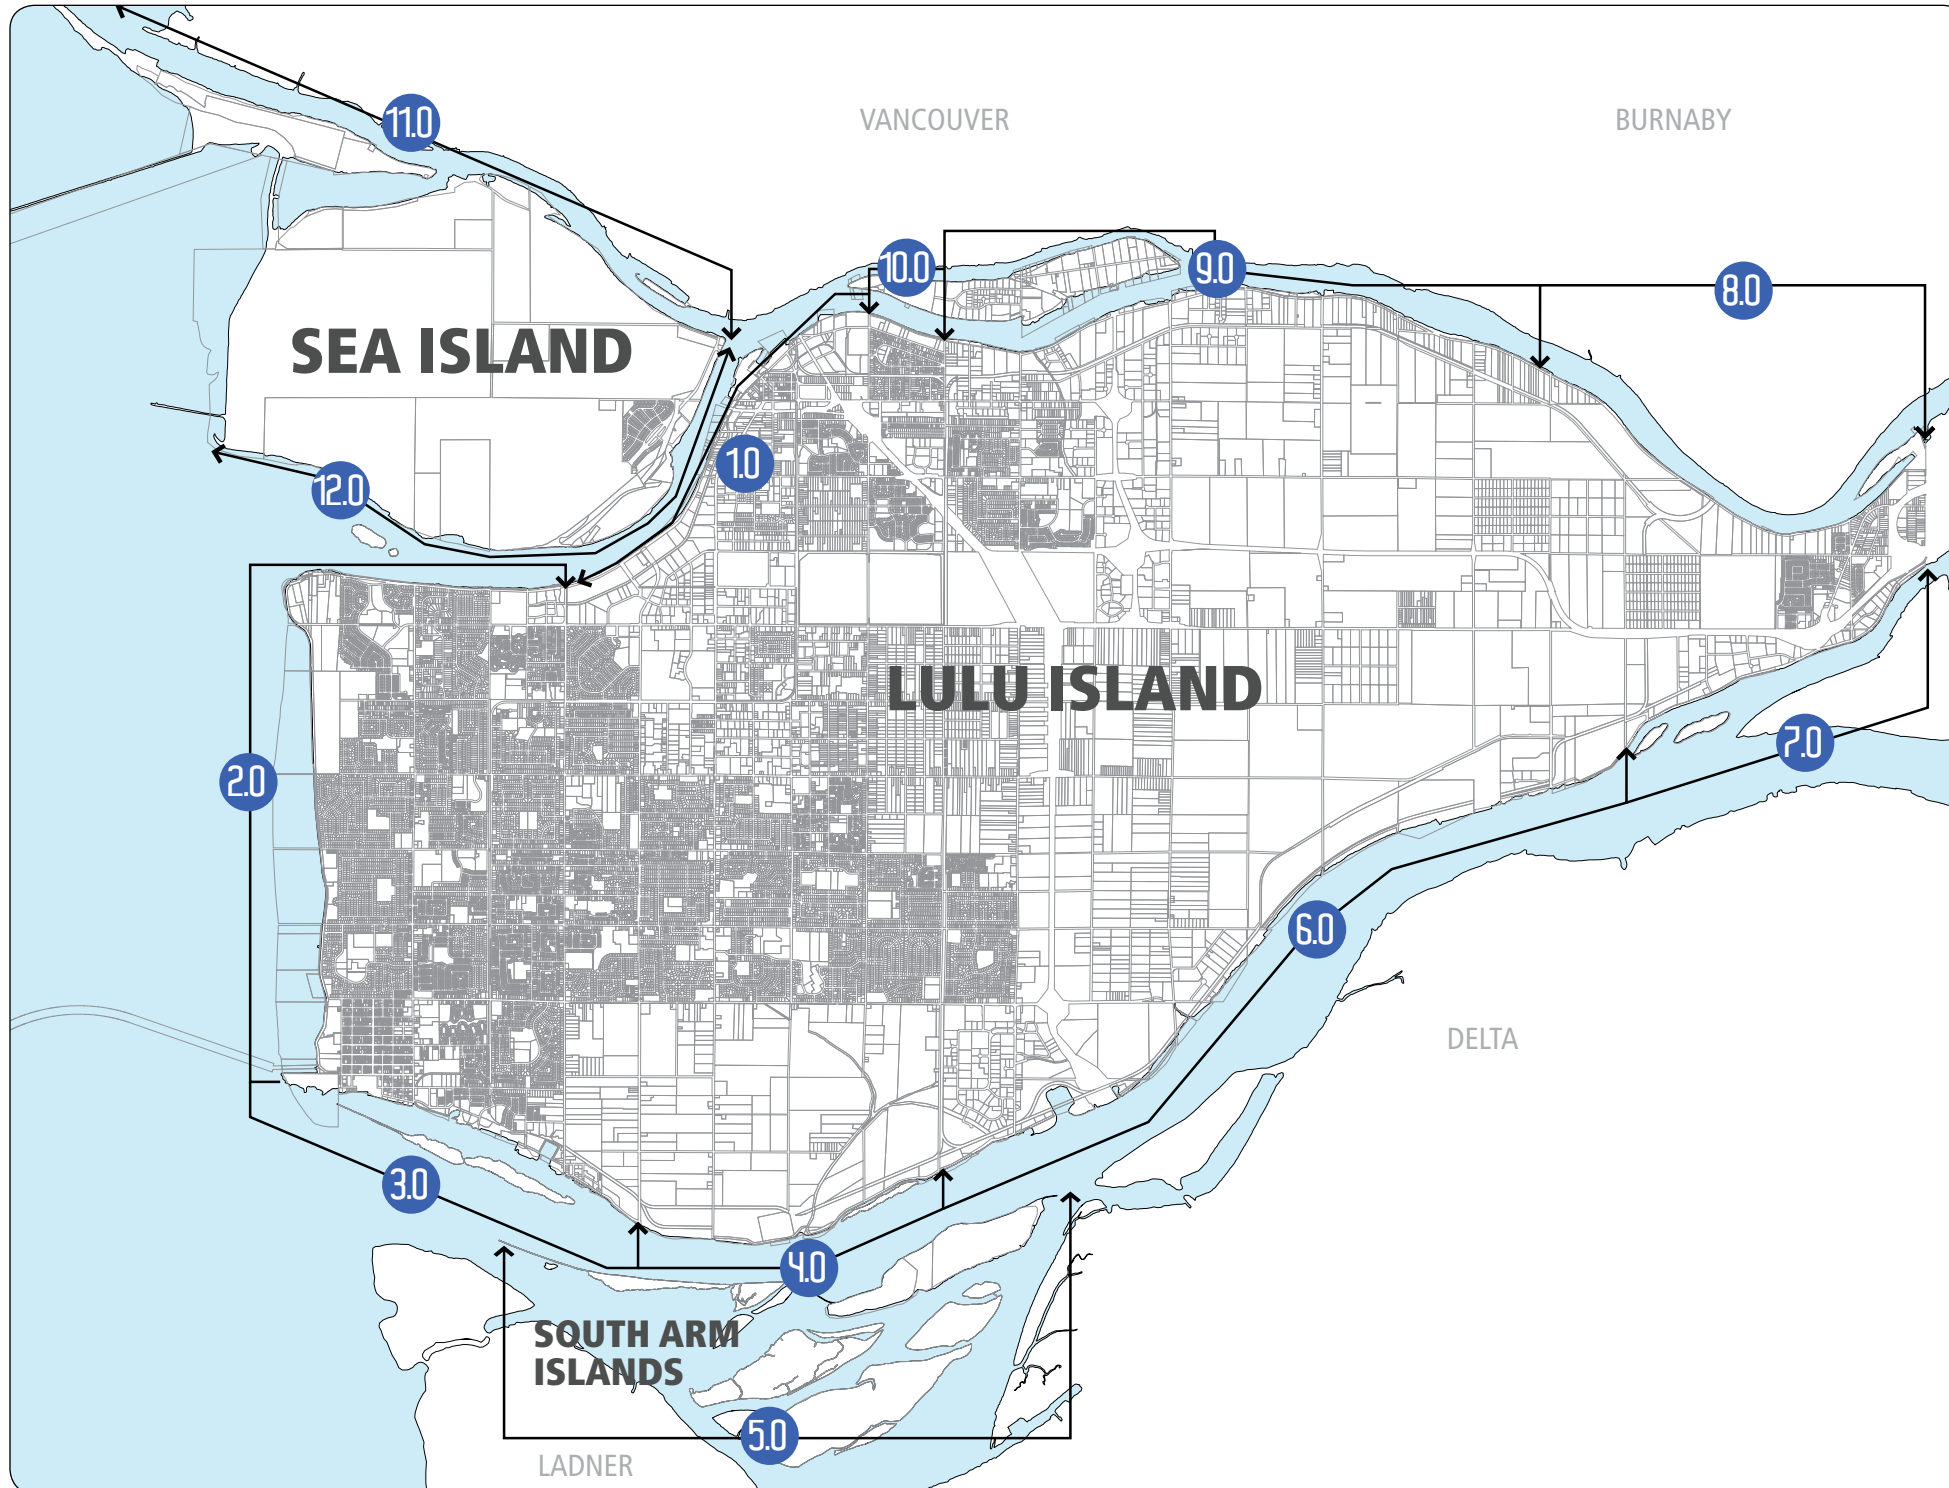 11.0
VANCOUVER
BURNABY
10.0
9.0
8.0
SEA ISLAND
1.0
12.0
LULU ISLAND
7.0
2.0
6.0
DELTA
3.0
4.0
SOUTH ARM
ISLANDS
5.0
LADNER